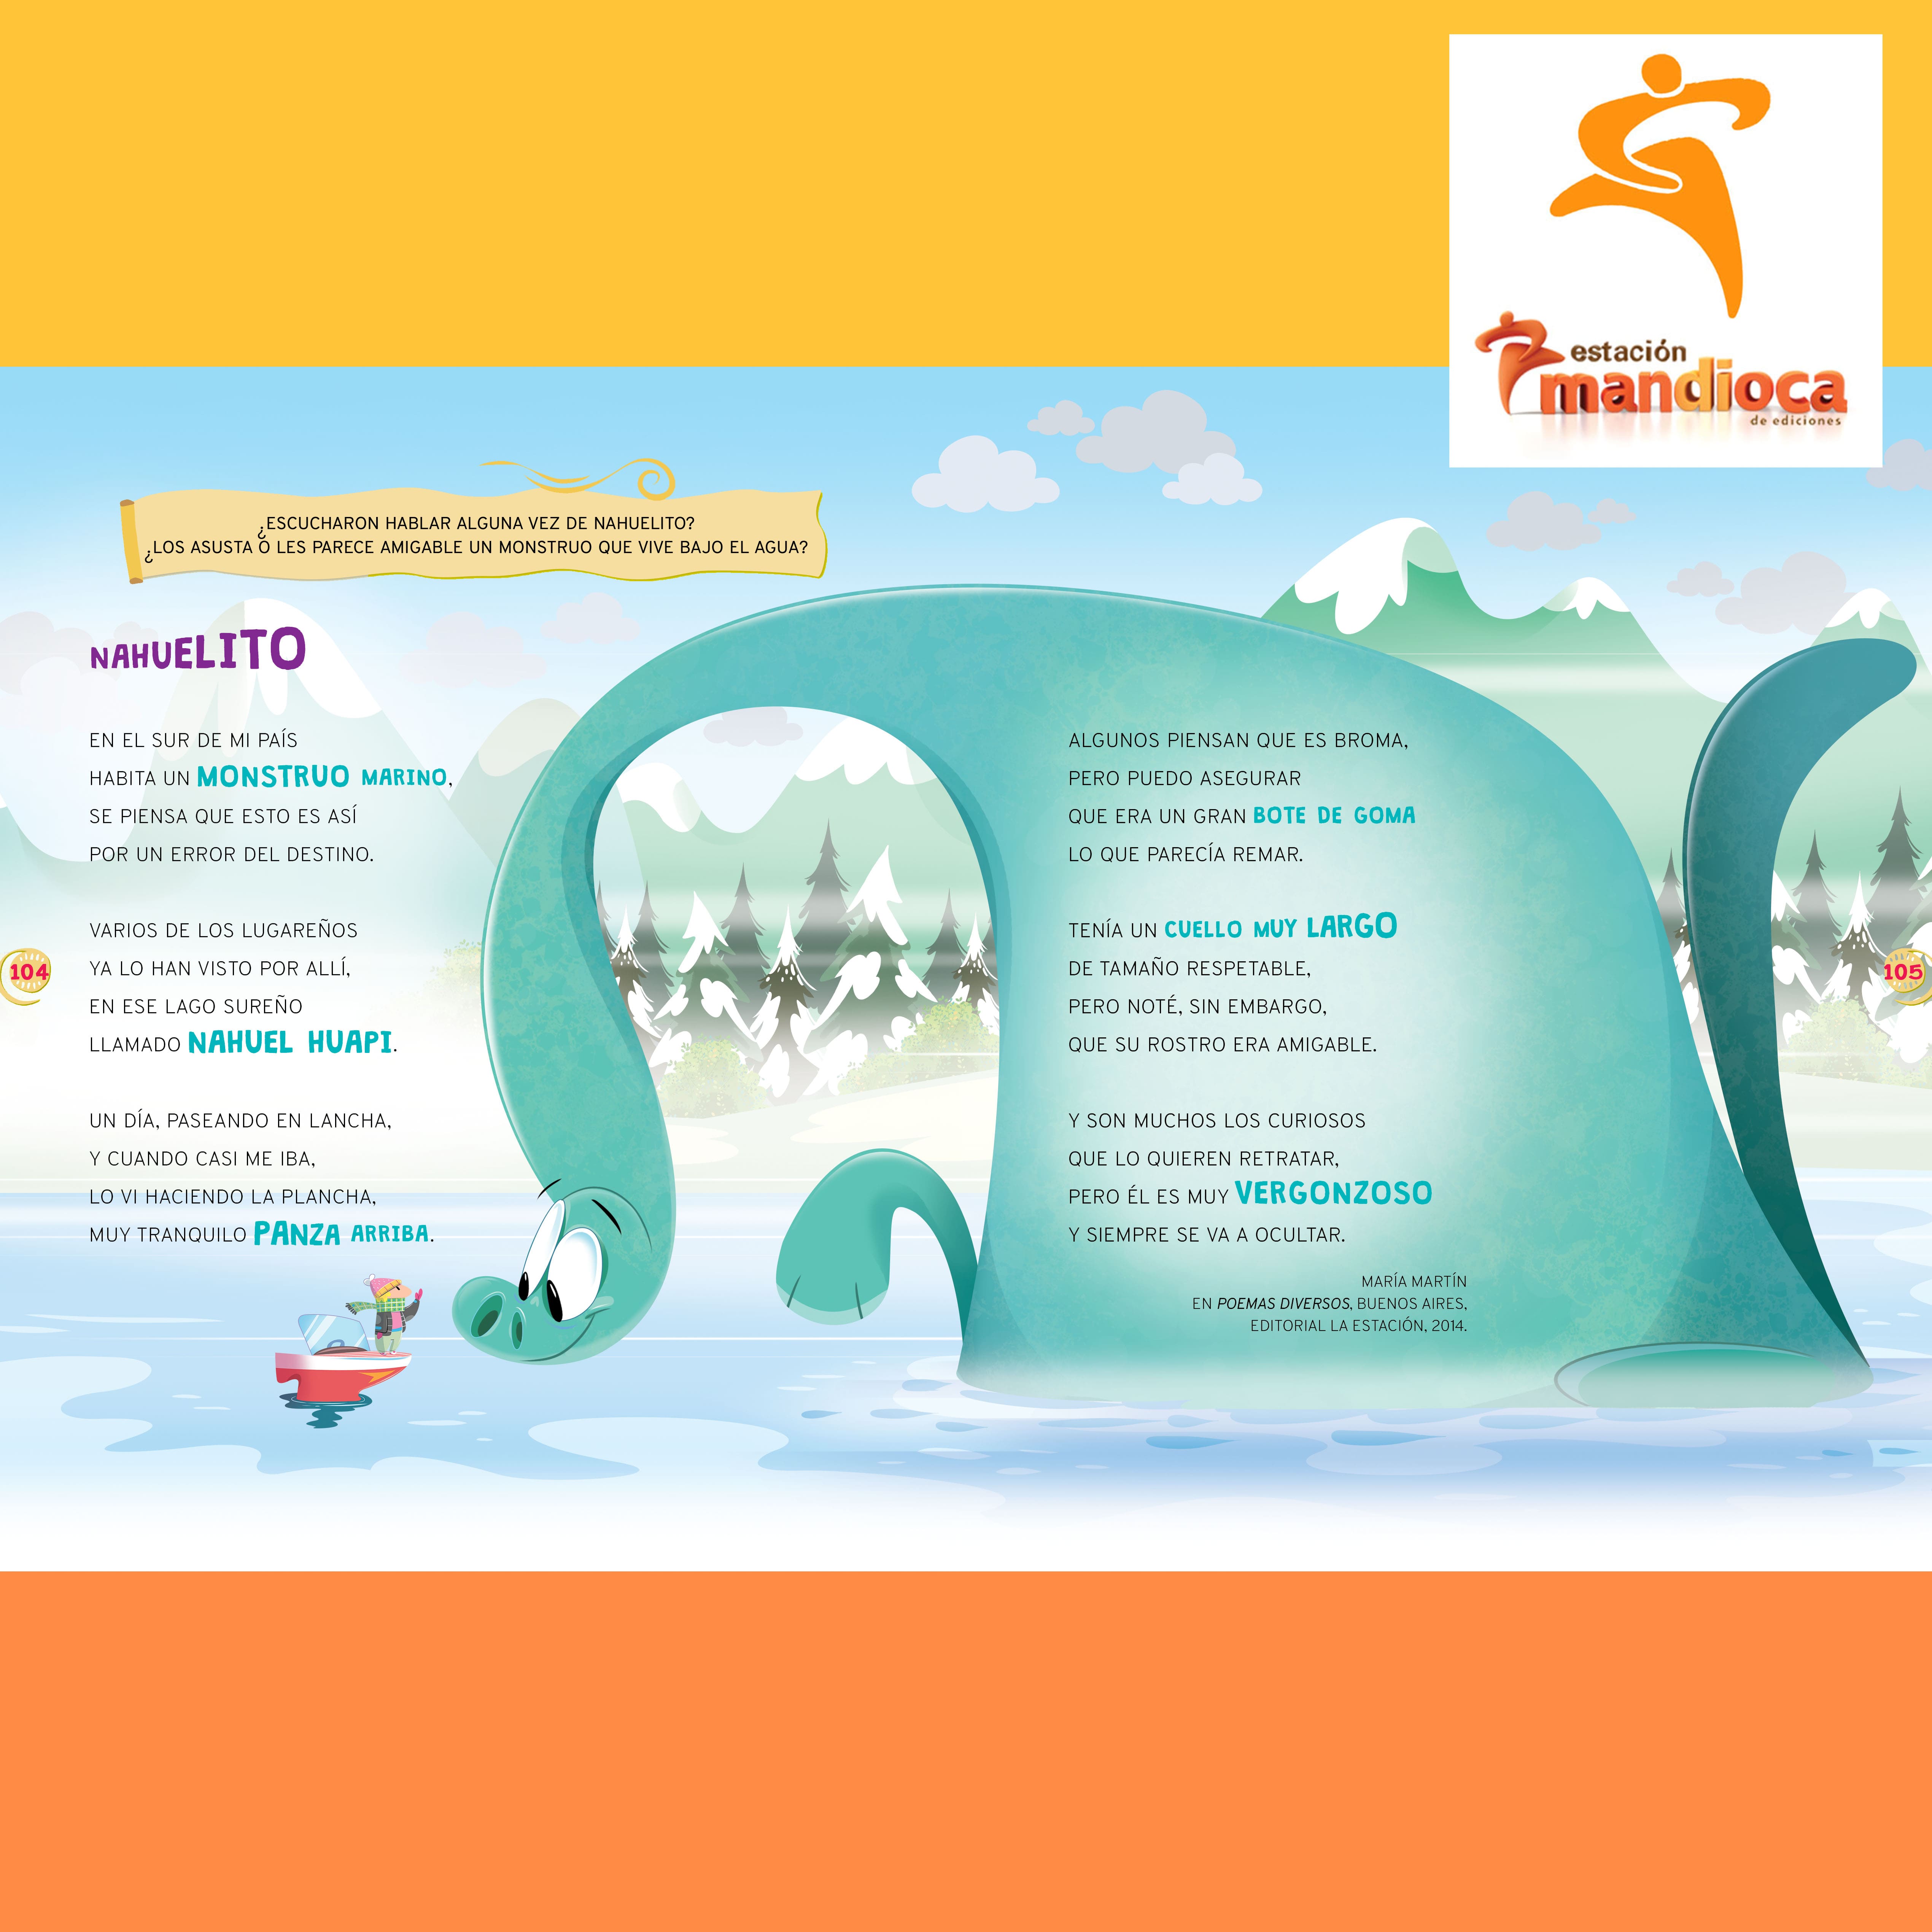 estación
mandioca
de ediciones
¿ESCUCHARON HABLAR ALGUNA VEZ DE NAHUELITO?
¿LOS ASUSTA O LES PARECE AMIGABLE UN MONSTRUO QUE VIVE BAJO EL AGUA?
NAHUELITO
EN EL SUR DE MI PAÍS
HABITA UN MONSTRUO MARINO,
SE PIENSA QUE ESTO ES ASÍ
POR UN ERROR DEL DESTINO.
VARIOS DE LOS LUGAREÑOS
YA LO HAN VISTO POR ALLÍ,
EN ESE LAGO SUREÑO
LLAMADO NAHUEL HUAPI.
UN DÍA, PASEANDO EN LANCHA,
Y CUANDO CASI ME IBA,
LO VI HACIENDO LA PLANCHA,
MUY TRANQUILO PANZA ARRIBA.
104
ALGUNOS PIENSAN QUE ES BROMA,
PERO PUEDO ASEGURAR
QUE ERA UN GRAN BOTE DE GOMA
LO QUE PARECÍA REMAR.
TENÍA UN CUELLO MUY LARGO
DE TAMAÑO RESPETABLE,
PERO NOTÉ, SIN EMBARGO,
QUE SU ROSTRO ERA AMIGABLE.
Y SON MUCHOS LOS CURIOSOS
QUE LO QUIEREN RETRATAR,
PERO ÉL ES MUY VERGONZOSO
Y SIEMPRE SE VA A OCULTAR.
MARÍA MARTÍN
EN POEMAS DIVERSOS, BUENOS AIRES,
EDITORIAL LA ESTACIÓN, 2014.
105